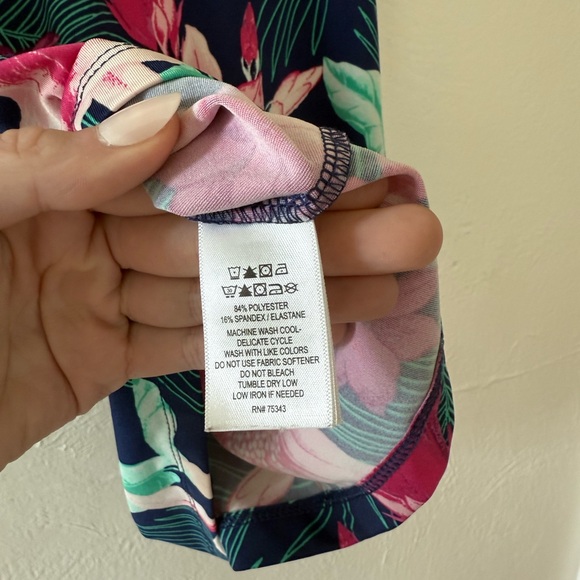 84% POLYESTER
16% SPANDEX / ELASTANE
MACHINE WASH COOL-
DELICATE CYCLE
WASH WITH LIKE COLORS
DO NOT USE FABRIC SOFTENER
DO NOT BLEACH
TUMBLE DRY LOW
LOW IRON IF NEEDED
RN# 75343